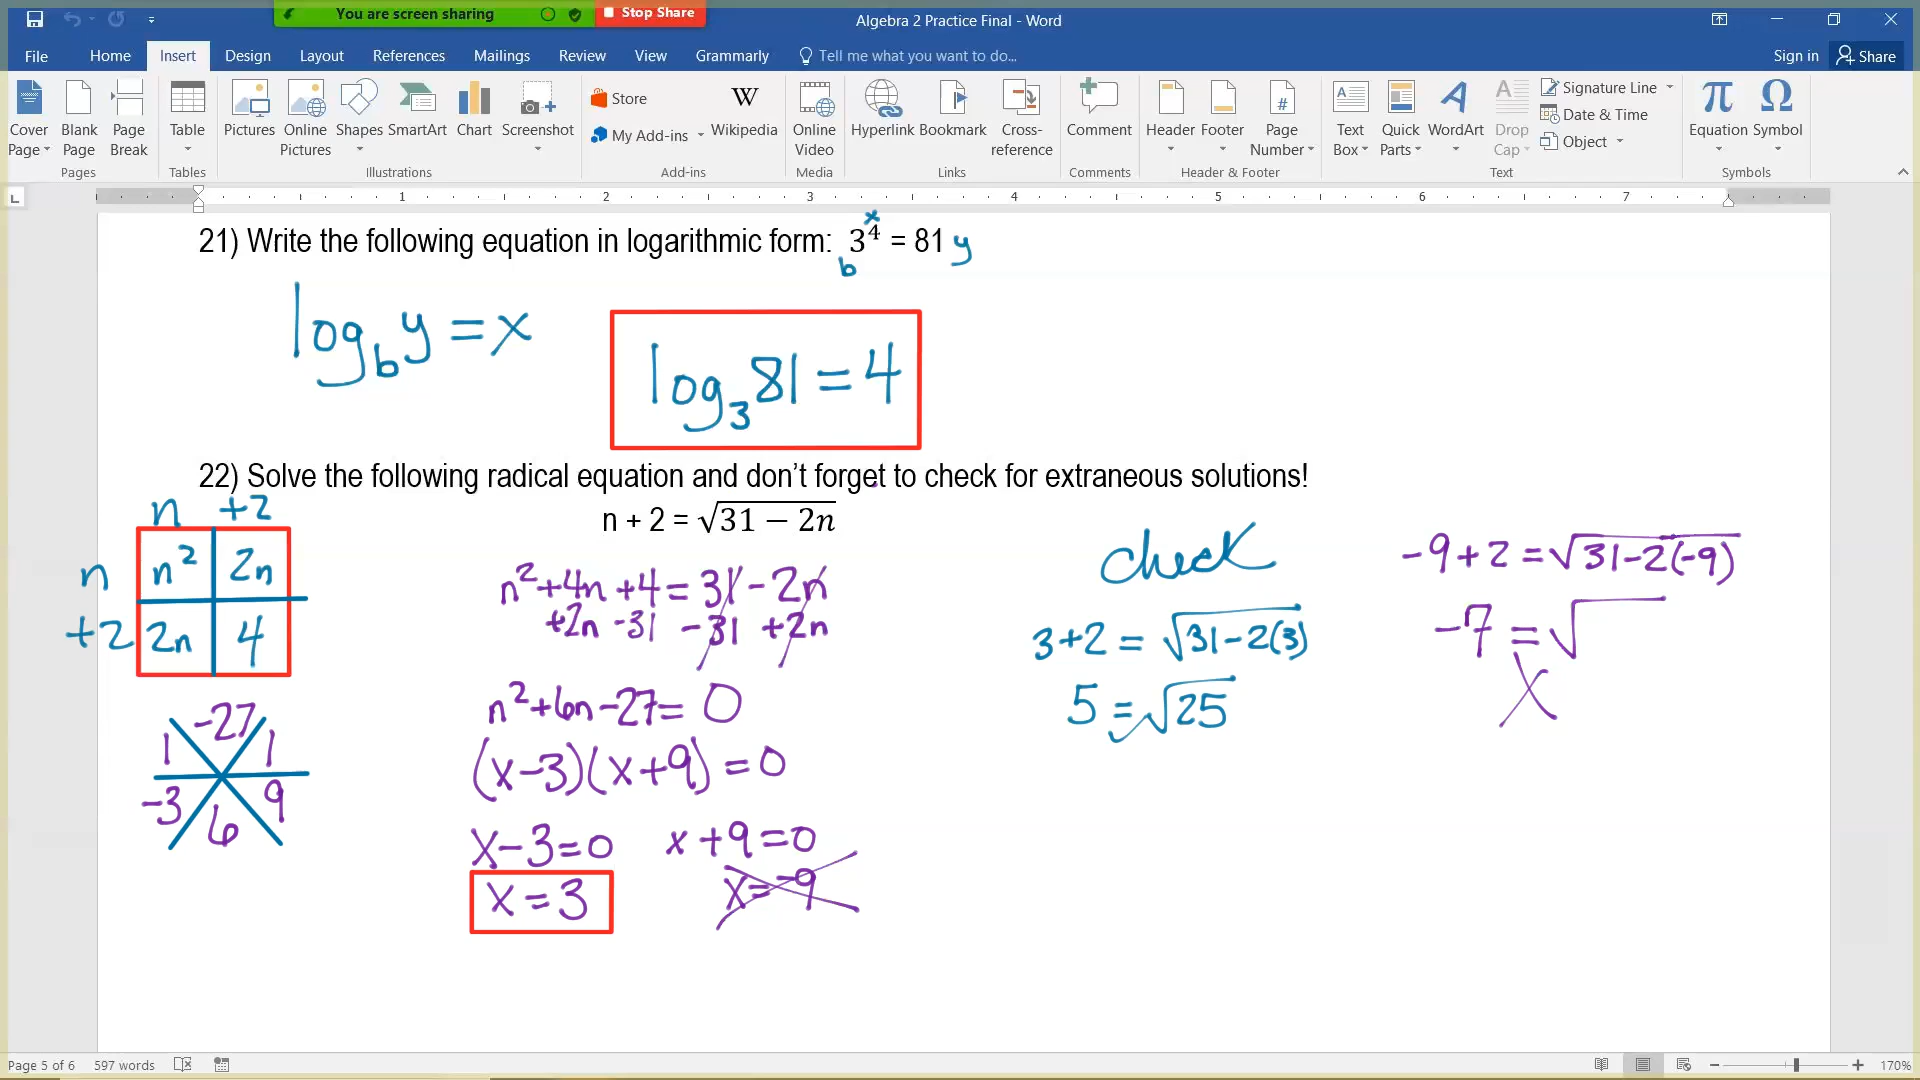 You are screen sharing
Stop Share
Algebra 2 Practice Final - Word
File Home Insert Design Layout References Mailings Review View Grammarly Tell me what you want to do... Sign in Share
Cover Page Blank Page Page Break Table Pictures Online Pictures Shapes SmartArt Chart Screenshot Store My Add-ins W Wikipedia Online Video Hyperlink Bookmark Cross-reference Comment Header Footer Page Number Text Box Quick Parts WordArt Drop Cap Signature Line Date & Time Object Equation Symbol
Pages Tables Illustrations Add-ins Media Links Comments Header & Footer Text Symbols
1 2 3 4 5 6 7
21) Write the following equation in logarithmic form: 3⁴ = 81
x
b
y
log_b y = x
log₃ 81 = 4
22) Solve the following radical equation and don't forget to check for extraneous solutions!
n + 2 = √(31 − 2n)
n +2
n n² 2n
+2 2n 4
-27
1 1
-3 9
6
n²+4n+4 = 31-2n
+2n -31 -31 +2n
n²+6n-27 = 0
(x-3)(x+9) = 0
x-3=0 x+9=0
x=3 x=-9
check
3+2 = √(31-2(3))
5 = √25
-9+2 = √(31-2(-9))
-7 = √
X
Page 5 of 6 597 words 170%